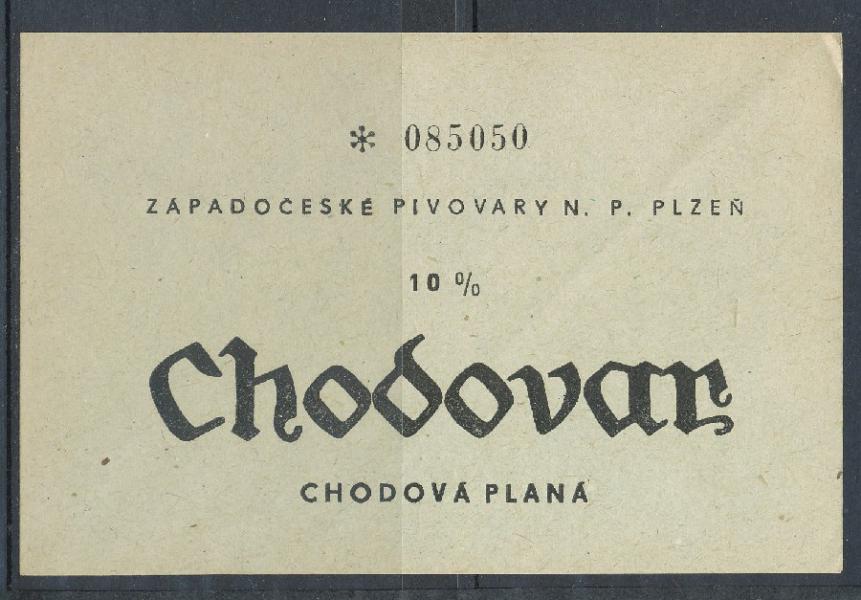 * 085050
ZÁPADOČESKÉ PIVOVARY N. P. PLZEŇ
10 %
Chodovar
CHODOVÁ PLANÁ